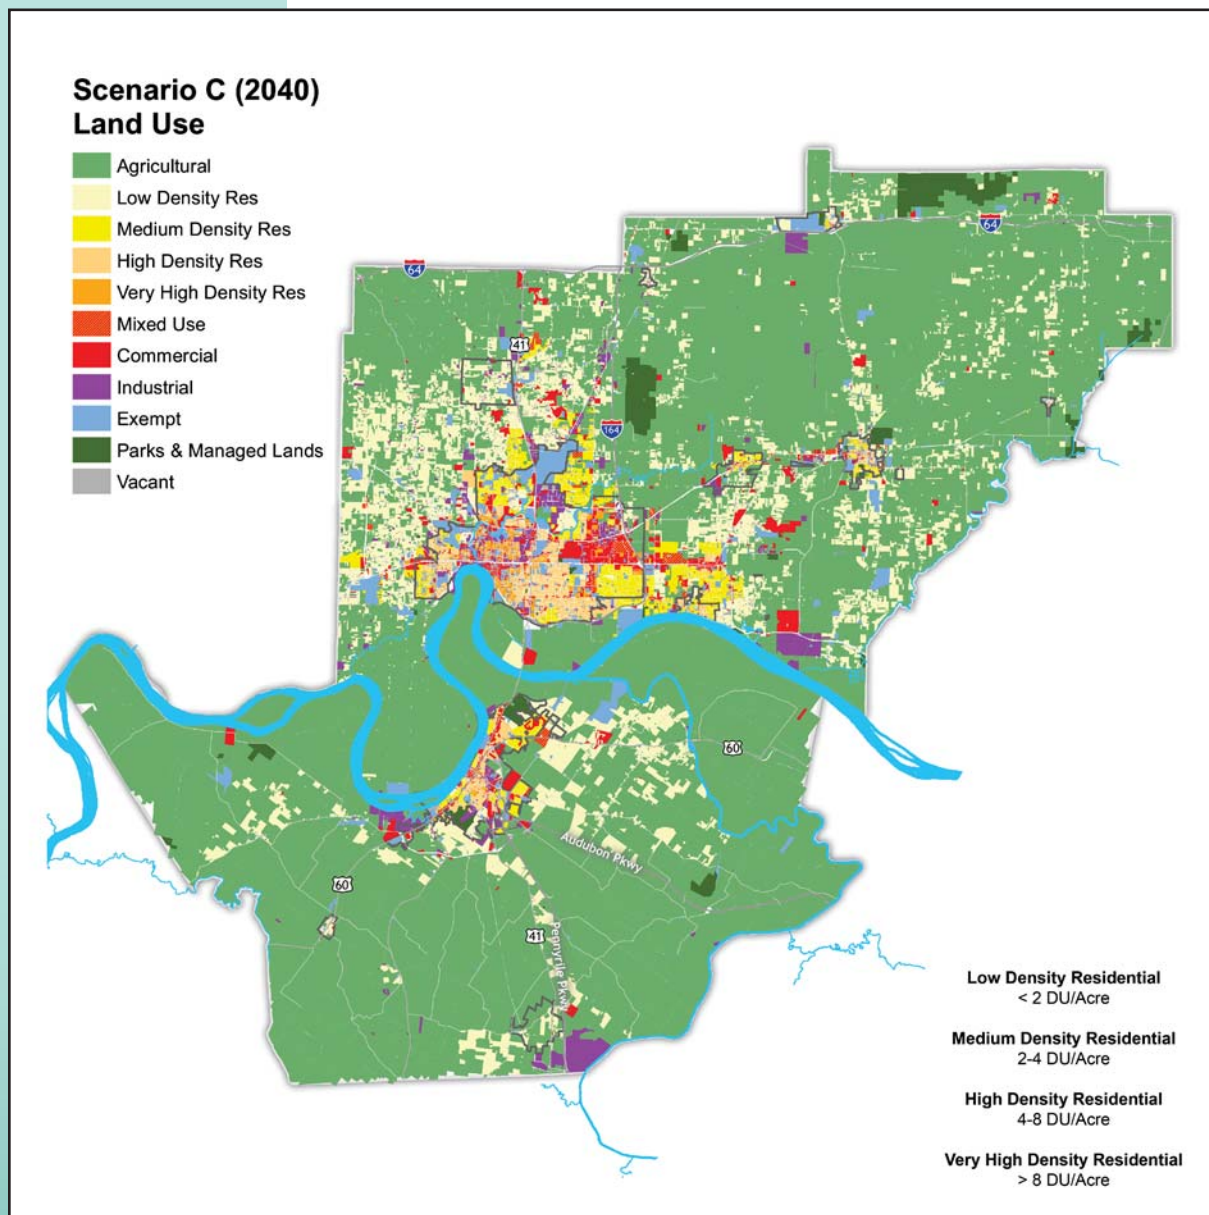 Scenario C (2040)
Land Use
Agricultural
Low Density Res
Medium Density Res
High Density Res
Very High Density Res
Mixed Use
Commercial
Industrial
Exempt
Parks & Managed Lands
Vacant
64
64
41
164
60
Audubon Pkwy
60
41
Pennyrile Pkwy
Low Density Residential
< 2 DU/Acre
Medium Density Residential
2-4 DU/Acre
High Density Residential
4-8 DU/Acre
Very High Density Residential
> 8 DU/Acre